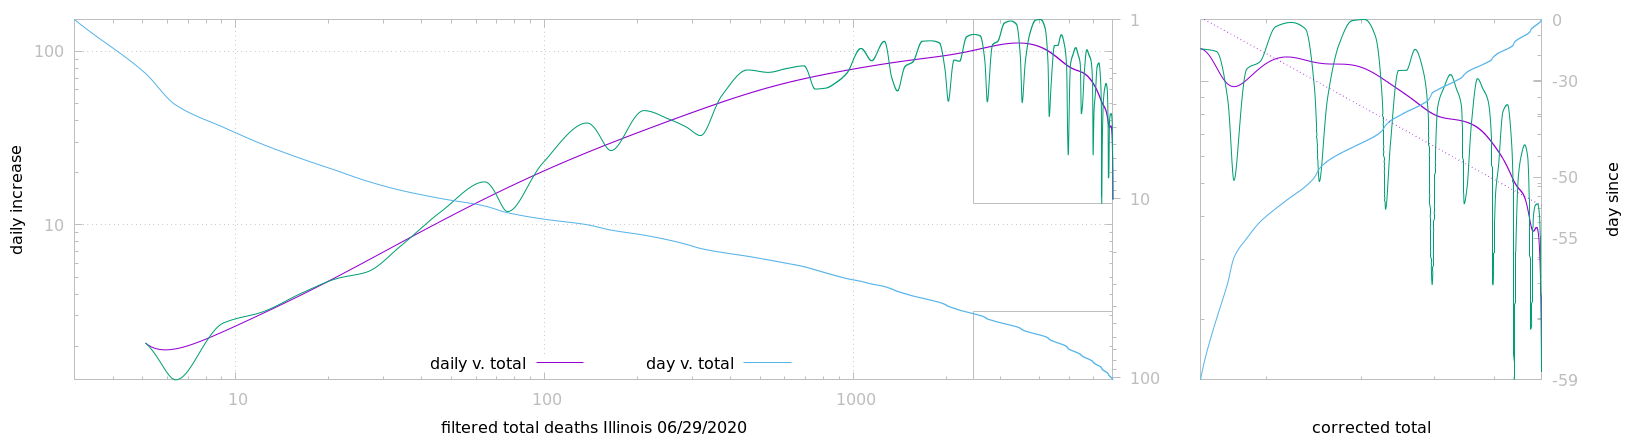 daily increase
100
10
10
100
1000
1
10
100
daily v. total
day v. total
filtered total deaths Illinois 06/29/2020
0
-30
-50
-55
-59
day since
corrected total